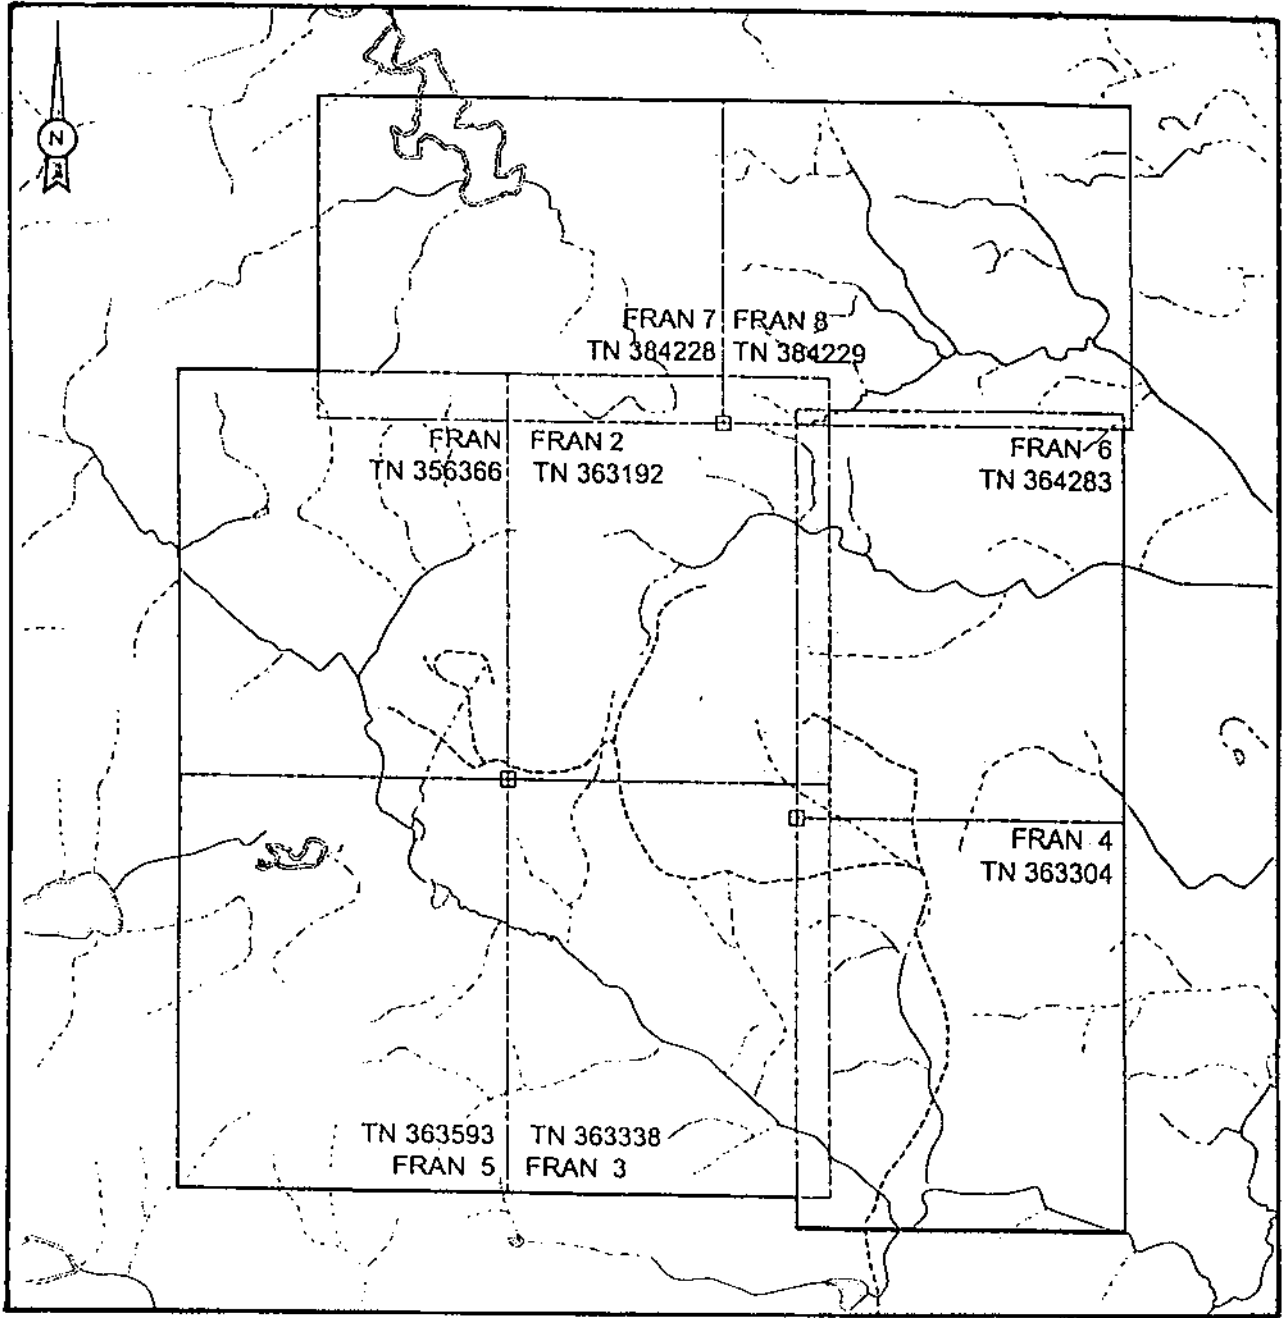 N
FRAN 7 FRAN 8
TN 384228 TN 384229
FRAN FRAN 2
TN 356366 TN 363192
FRAN 6
TN 364283
FRAN 4
TN 363304
TN 363593 TN 363338
FRAN 5 FRAN 3